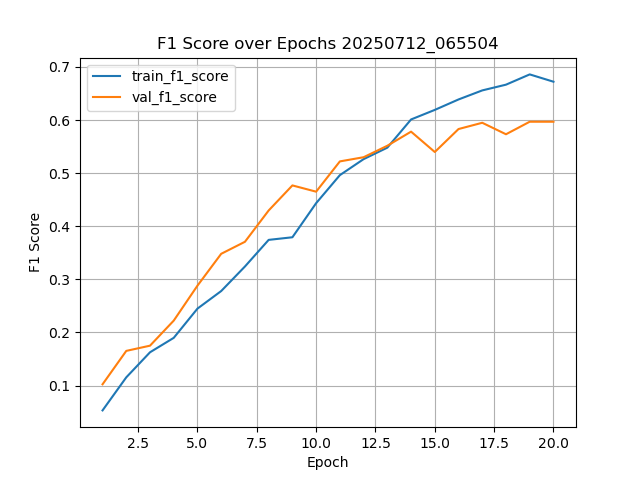 F1 Score over Epochs 20250712_065504
train_f1_score
val_f1_score
F1 Score
0.7
0.6
0.5
0.4
0.3
0.2
0.1
2.5 5.0 7.5 10.0 12.5 15.0 17.5 20.0
Epoch